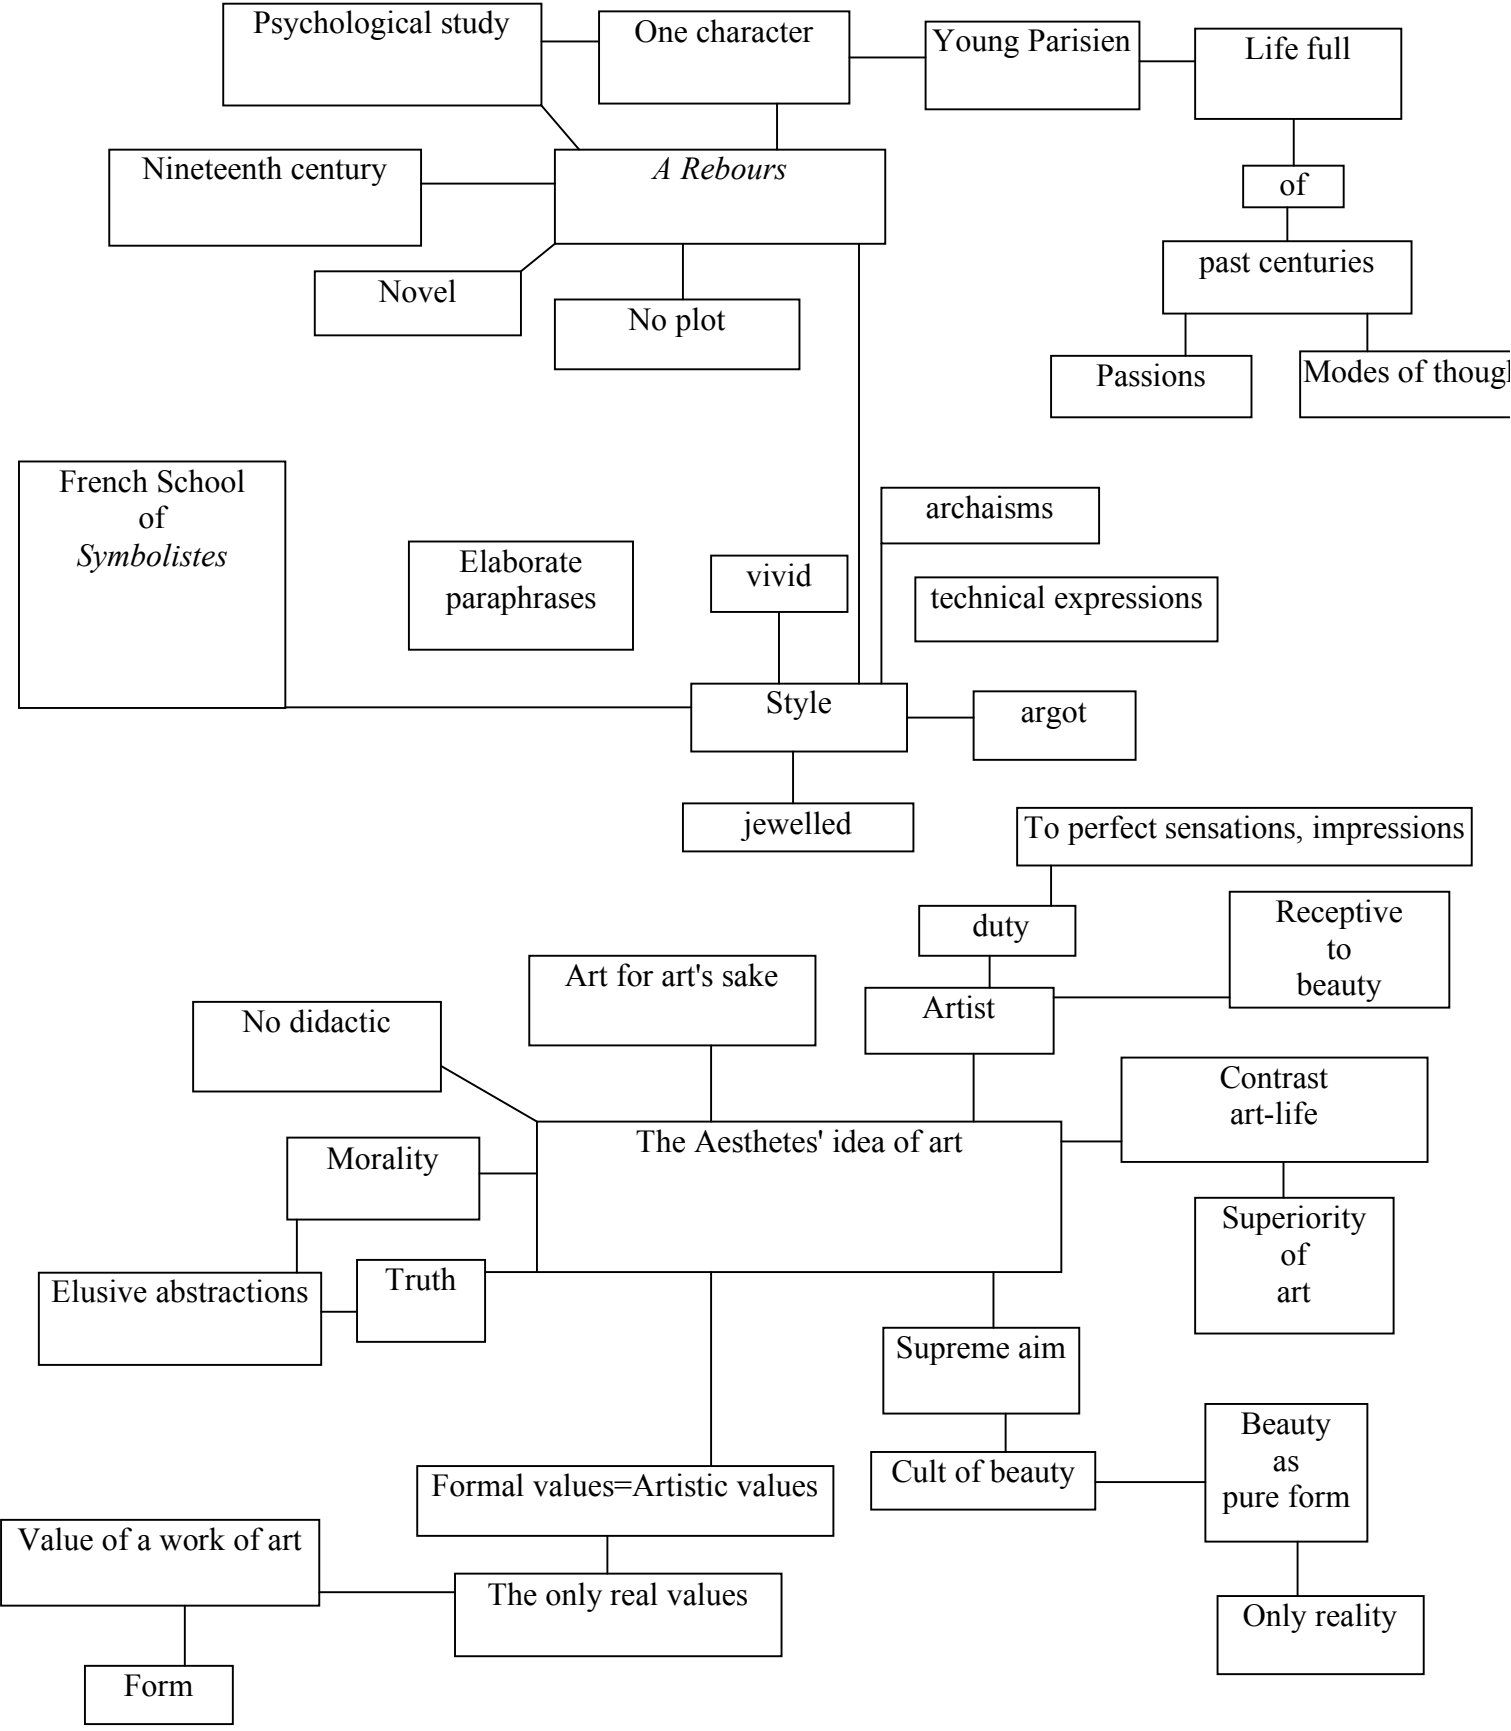 Psychological study
One character
Young Parisien
Life full
Nineteenth century
A Rebours
of
past centuries
Novel
No plot
Passions
Modes of though
French School
of
Symbolistes
archaisms
Elaborate
paraphrases
vivid
technical expressions
Style
argot
jewelled
To perfect sensations, impressions
duty
Receptive
to
beauty
Art for art's sake
Artist
No didactic
Contrast
art-life
The Aesthetes' idea of art
Morality
Superiority
of
art
Elusive abstractions
Truth
Supreme aim
Beauty
as
pure form
Cult of beauty
Formal values=Artistic values
Value of a work of art
The only real values
Only reality
Form